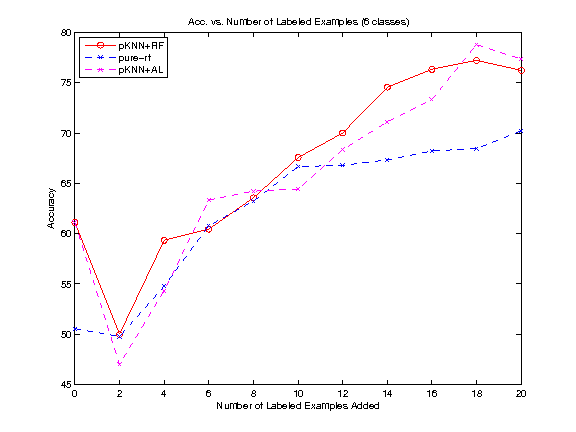 Acc. vs. Number of Labeled Examples (6 classes)
80
75
70
65
60
55
50
45
Accuracy
pKNN+RF
pure-rf
pKNN+AL
0 2 4 6 8 10 12 14 16 18 20
Number of Labeled Examples Added